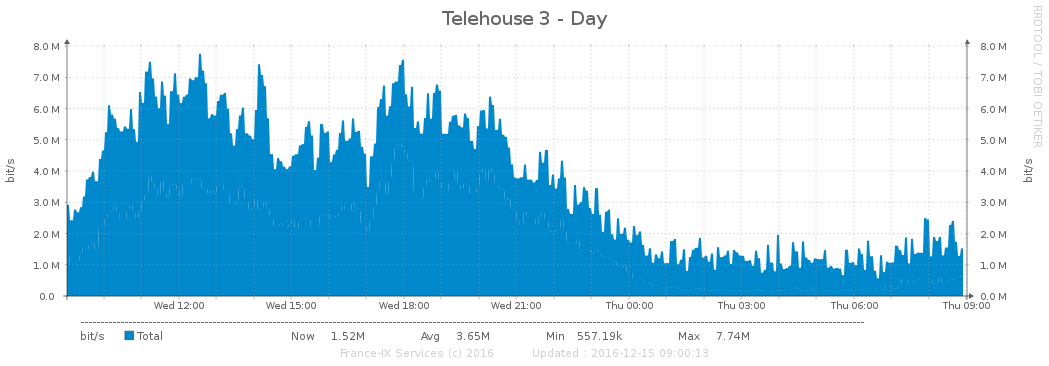 Telehouse 3 - Day
RRDTOOL / TOBI OETIKER
bit/s
8.0 M
7.0 M
6.0 M
5.0 M
4.0 M
3.0 M
2.0 M
1.0 M
0.0
8.0 M
7.0 M
6.0 M
5.0 M
4.0 M
3.0 M
2.0 M
1.0 M
0.0 M
bit/s
Wed 12:00 Wed 15:00 Wed 18:00 Wed 21:00 Thu 00:00 Thu 03:00 Thu 06:00 Thu 09:00
bit/s Total Now 1.52M Avg 3.65M Min 557.19k Max 7.74M
France-IX Services (c) 2016 Updated : 2016-12-15 09:00:13